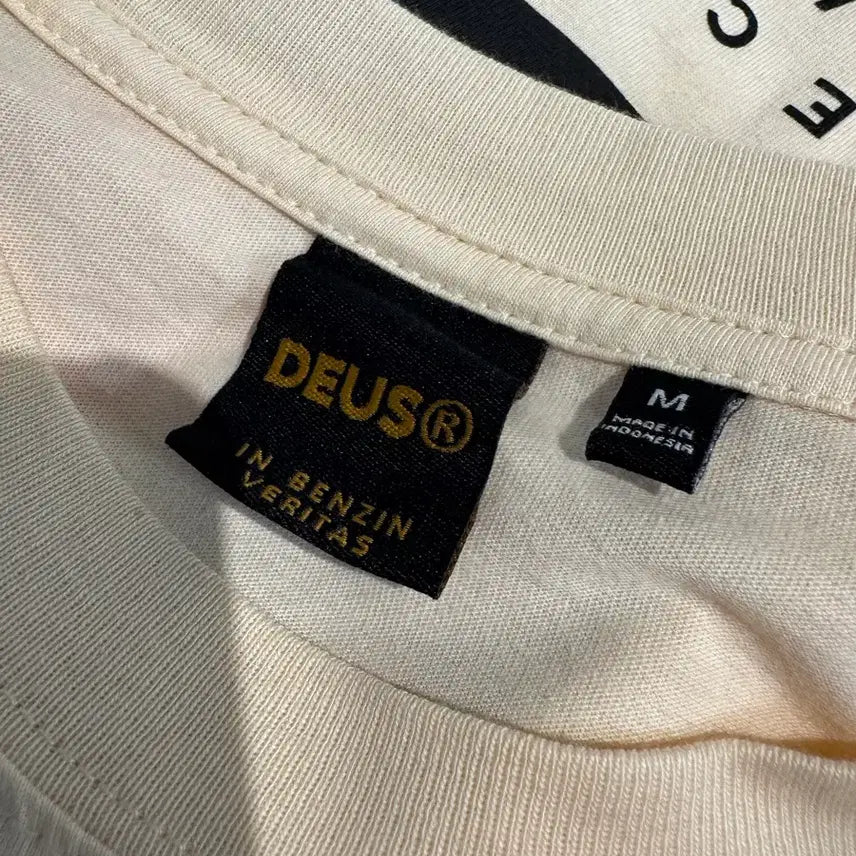 C
E
DEUS®
IN BENZIN
VERITAS
M
MADE IN
INDONESIA